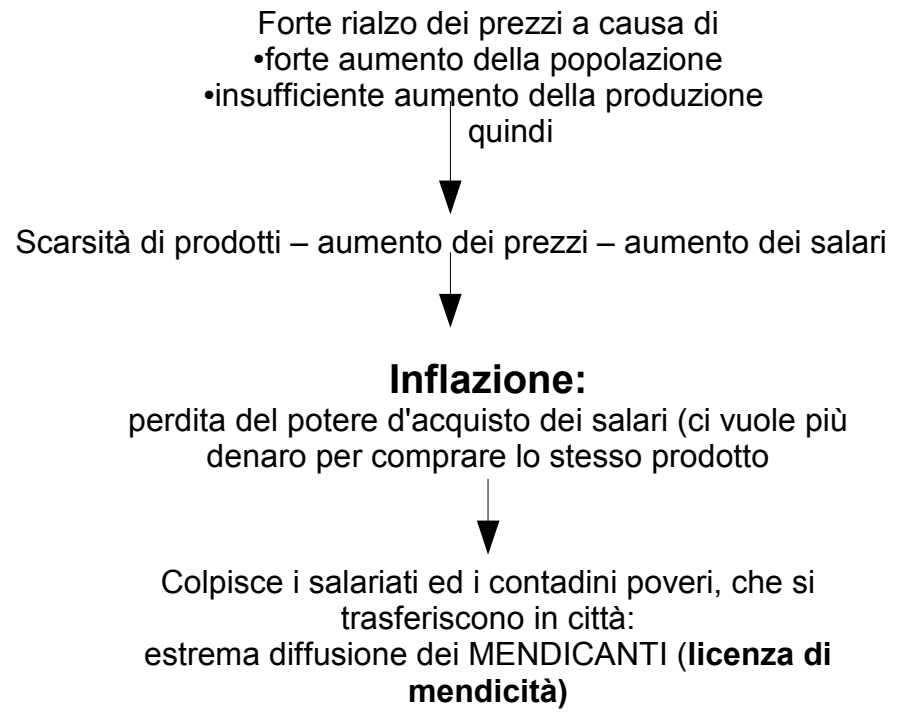 Forte rialzo dei prezzi a causa di
•forte aumento della popolazione
•insufficiente aumento della produzione
quindi
Scarsità di prodotti – aumento dei prezzi – aumento dei salari
Inflazione:
perdita del potere d'acquisto dei salari (ci vuole più
denaro per comprare lo stesso prodotto
Colpisce i salariati ed i contadini poveri, che si
trasferiscono in città:
estrema diffusione dei MENDICANTI (licenza di
mendicità)